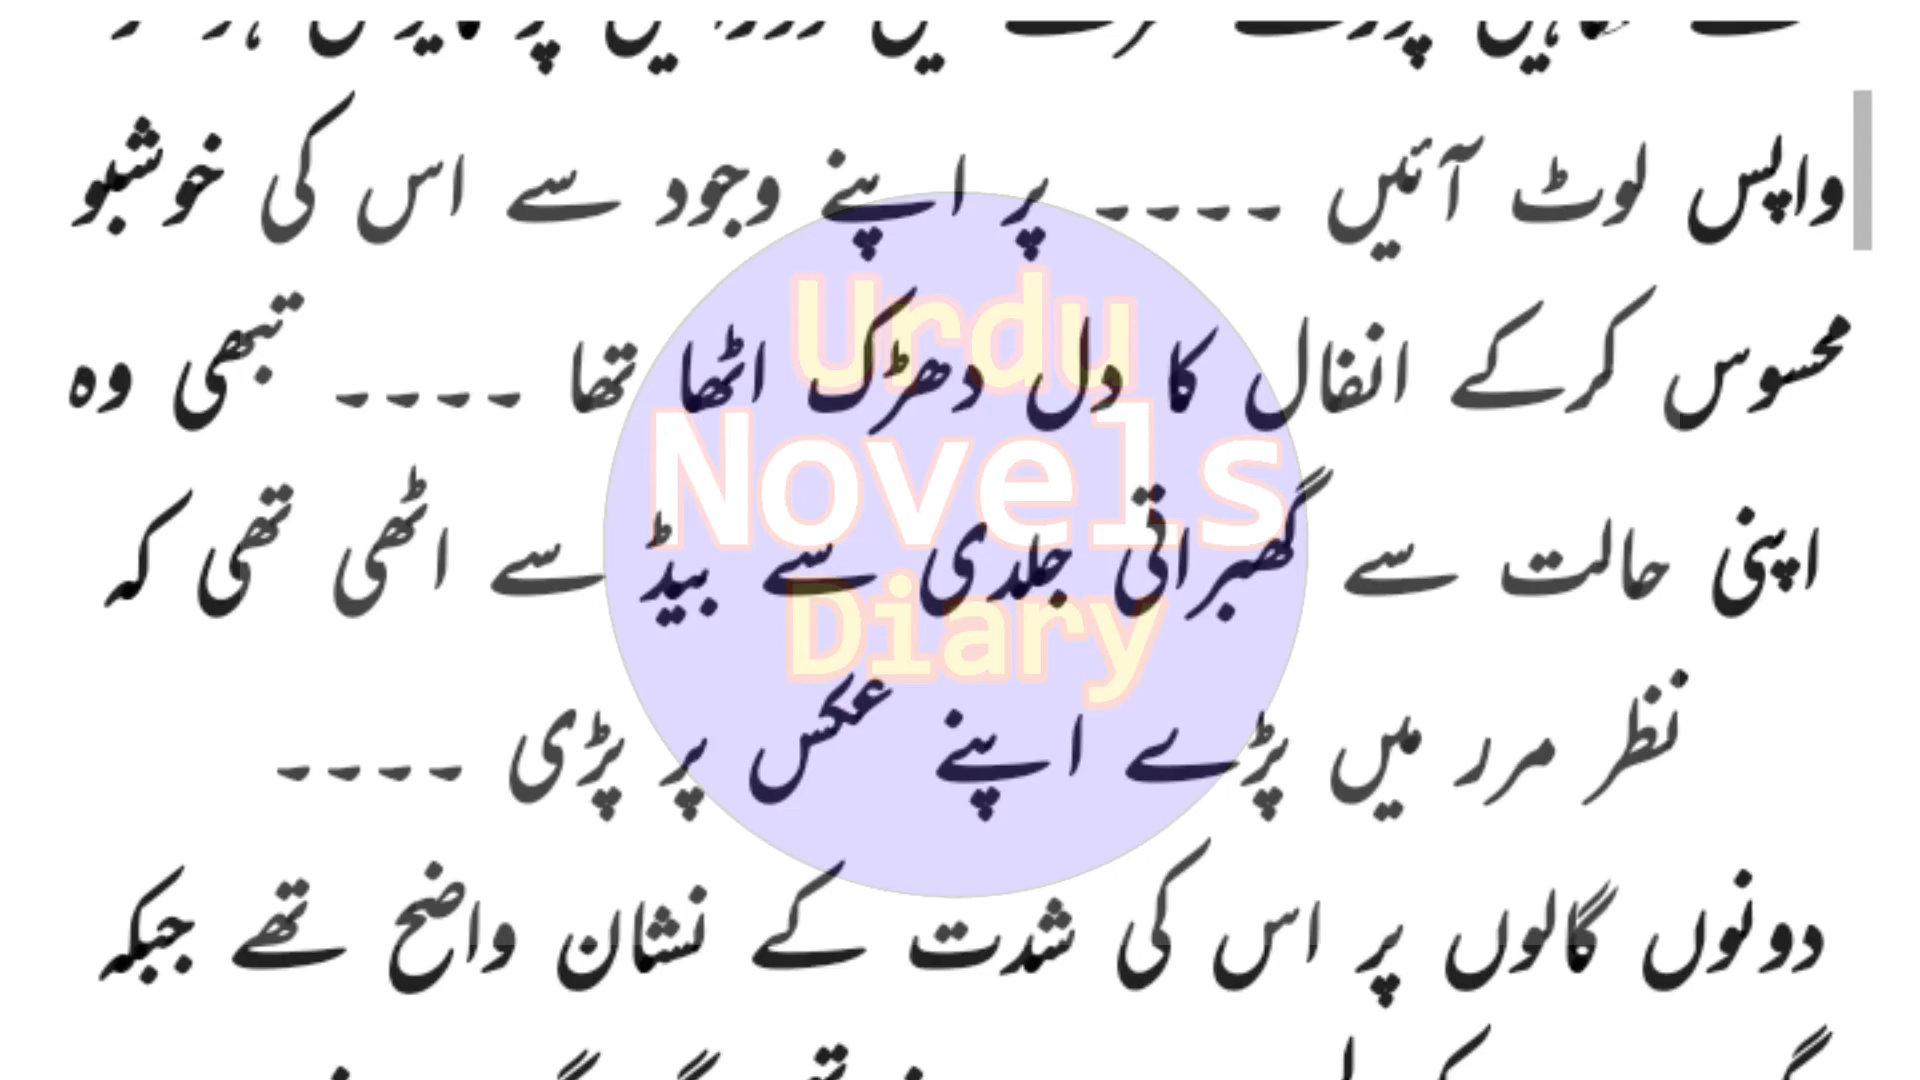 واپس لوٹ آئیں ۔۔۔۔ پر اپنے وجود سے اس کی خوشبو
محسوس کرکے انفال کا دل دھڑک اٹھا تھا ۔۔۔۔ تبھی وہ
اپنی حالت سے گھبراتی جلدی سے بیڈ سے اٹھی تھی کہ
نظر مرر میں پڑے اپنے عکس پر پڑی ۔۔۔۔
دونوں گالوں پر اس کی شدت کے نشان واضح تھے جبکہ
Urdu
Novels
Diary